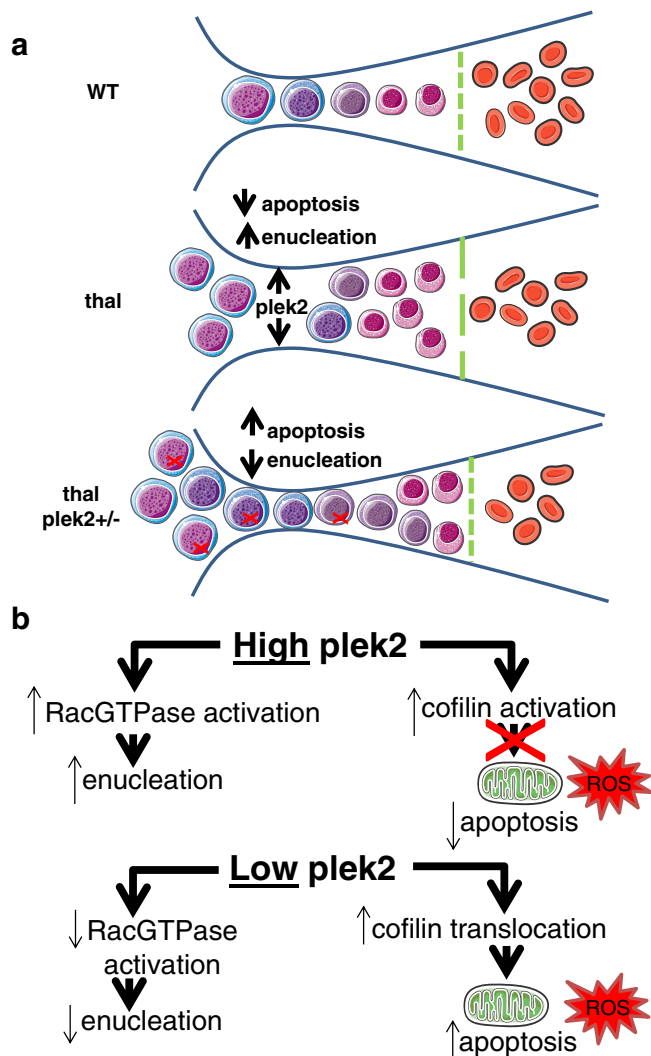 a
WT
apoptosis
enucleation
thal
plek2
apoptosis
enucleation
thal
plek2+/-
b
High plek2
RacGTPase activation
enucleation
cofilin activation
ROS
apoptosis
Low plek2
RacGTPase
activation
enucleation
cofilin translocation
ROS
apoptosis